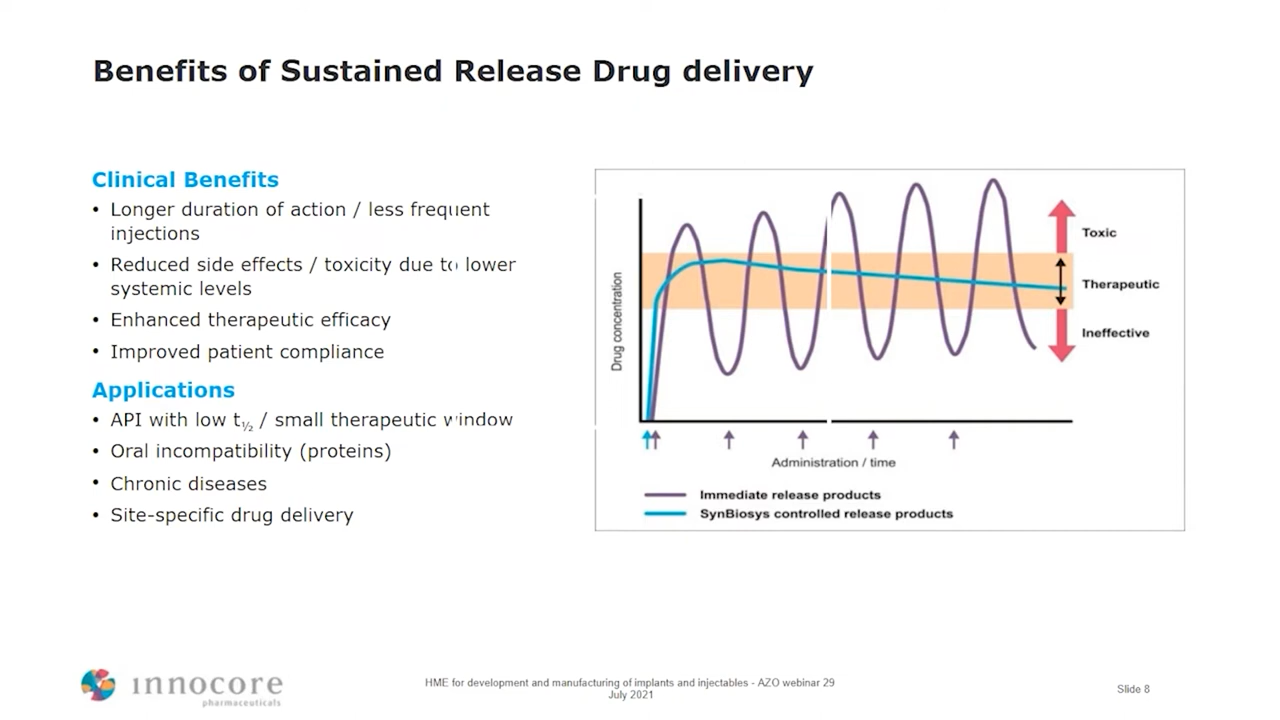 Benefits of Sustained Release Drug delivery
Clinical Benefits
• Longer duration of action / less frequent
injections
• Reduced side effects / toxicity due to lower
systemic levels
• Enhanced therapeutic efficacy
• Improved patient compliance
Applications
• API with low t½ / small therapeutic window
• Oral incompatibility (proteins)
• Chronic diseases
• Site-specific drug delivery
Drug concentration
Toxic
Therapeutic
Ineffective
Administration / time
Immediate release products
SynBiosys controlled release products
innocore
pharmaceuticals
HME for development and manufacturing of implants and injectables - AZO webinar 29
July 2021
Slide 8